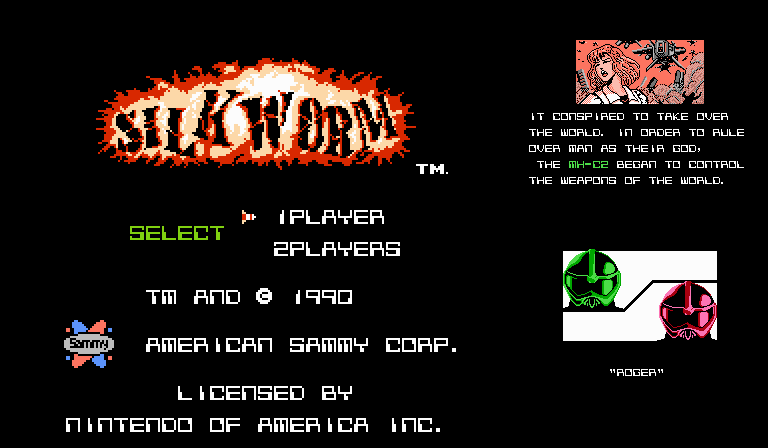 SILKWORM
TM.
SELECT
1PLAYER
2PLAYERS
TM AND © 1990
Sammy
AMERICAN SAMMY CORP.
LICENSED BY
NINTENDO OF AMERICA INC.
IT CONSPIRED TO TAKE OVER
THE WORLD. IN ORDER TO RULE
OVER MAN AS THEIR GOD,
THE MH-C2 BEGAN TO CONTROL
THE WEAPONS OF THE WORLD.
"ROGER"